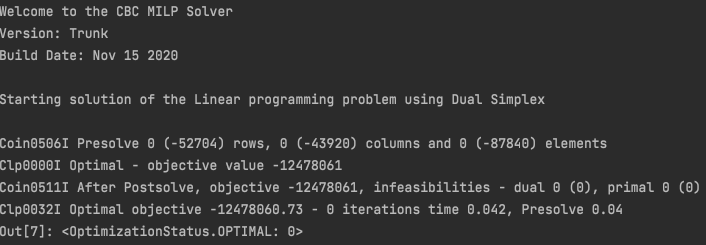 Welcome to the CBC MILP Solver
Version: Trunk
Build Date: Nov 15 2020
Starting solution of the Linear programming problem using Dual Simplex
Coin0506I Presolve 0 (-52704) rows, 0 (-43920) columns and 0 (-87840) elements
Clp0000I Optimal - objective value -12478061
Coin0511I After Postsolve, objective -12478061, infeasibilities - dual 0 (0), primal 0 (0)
Clp0032I Optimal objective -12478060.73 - 0 iterations time 0.042, Presolve 0.04
Out[7]: <OptimizationStatus.OPTIMAL: 0>